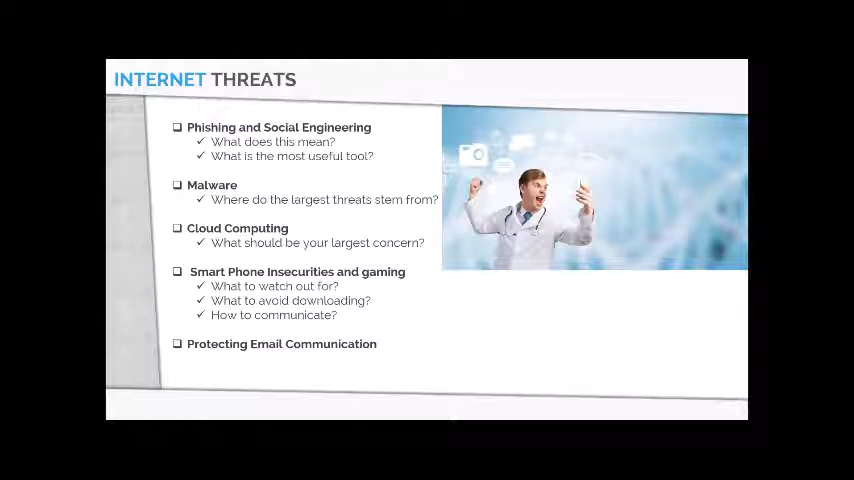 INTERNET THREATS
Phishing and Social Engineering
What does this mean?
What is the most useful tool?
Malware
Where do the largest threats stem from?
Cloud Computing
What should be your largest concern?
Smart Phone Insecurities and gaming
What to watch out for?
What to avoid downloading?
How to communicate?
Protecting Email Communication